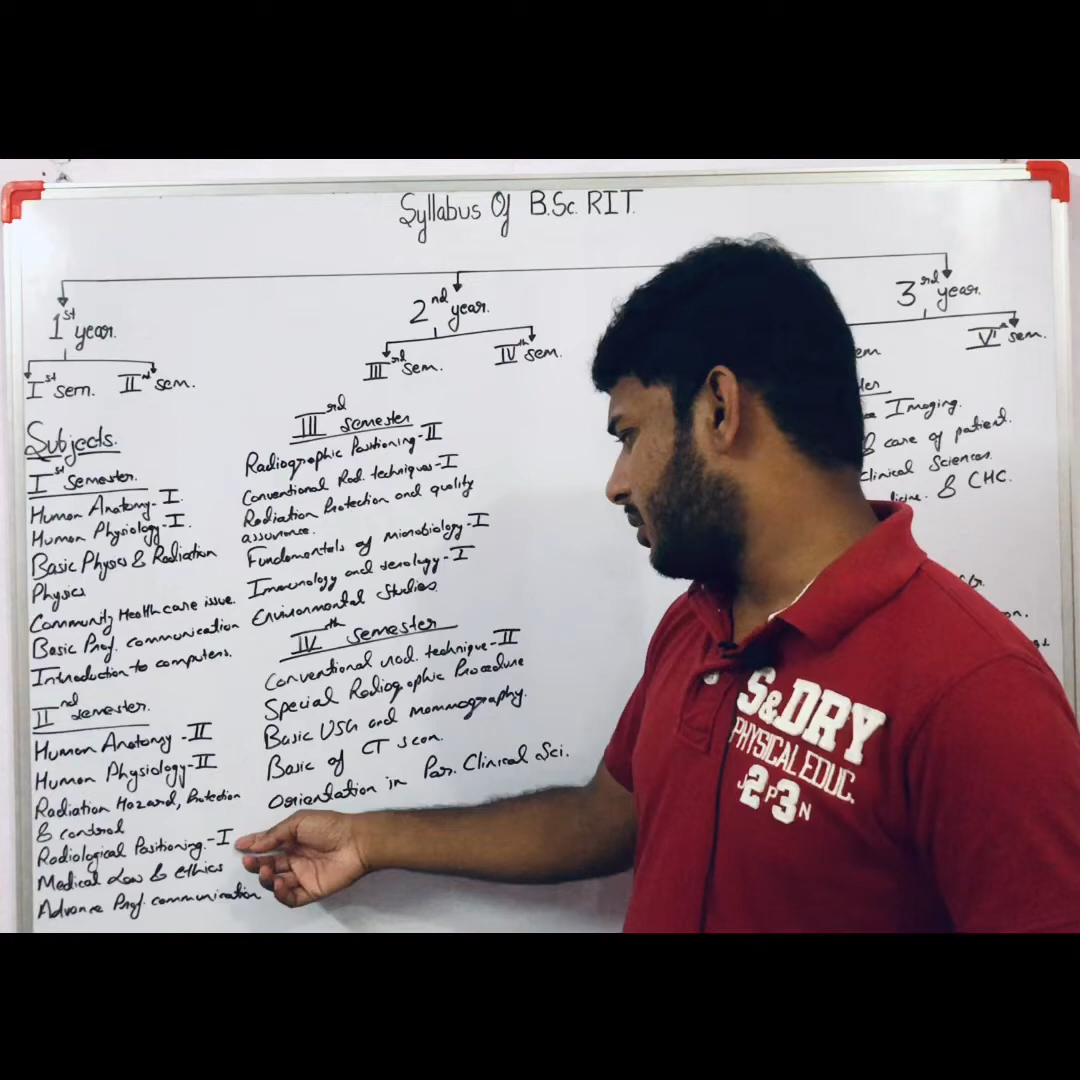 Syllabus Of B.Sc. RIT.
1st year.
2nd year.
3rd year.
Ist sem.
IInd sem.
IIIrd sem.
IVth sem.
em.
sem.
Subjects.
Ist semester.
Human Anatomy-I.
Human Physiology-I.
Basic Physics & Radiation
Physics
Community Health care issue.
Basic Prof. communication
Introduction to computers.
IInd semester.
Human Anatomy -II
Human Physiology-II
Radiation Hazard, Protection
& control
Radiological Positioning.-I
Medical Law & ethics
Advance Prof. communication
IIIrd semester
Radiographic Positioning-II
Conventional Rad. techniques-I
Radiation Protection and quality
assurance.
Fundamentals of microbiology-I
Immunology and serology-I
Environmental Studies.
IVth semester
Conventional rad. technique-II
Special Radiographic Procedure
Basic USG and mammography.
Basic of CT scan.
Orientation in Par. Clinical Sci.
Imaging.
& care of patient.
Clinical Sciences.
& CHC.
S&DRY
PHYSICAL EDUC.
J2P3N